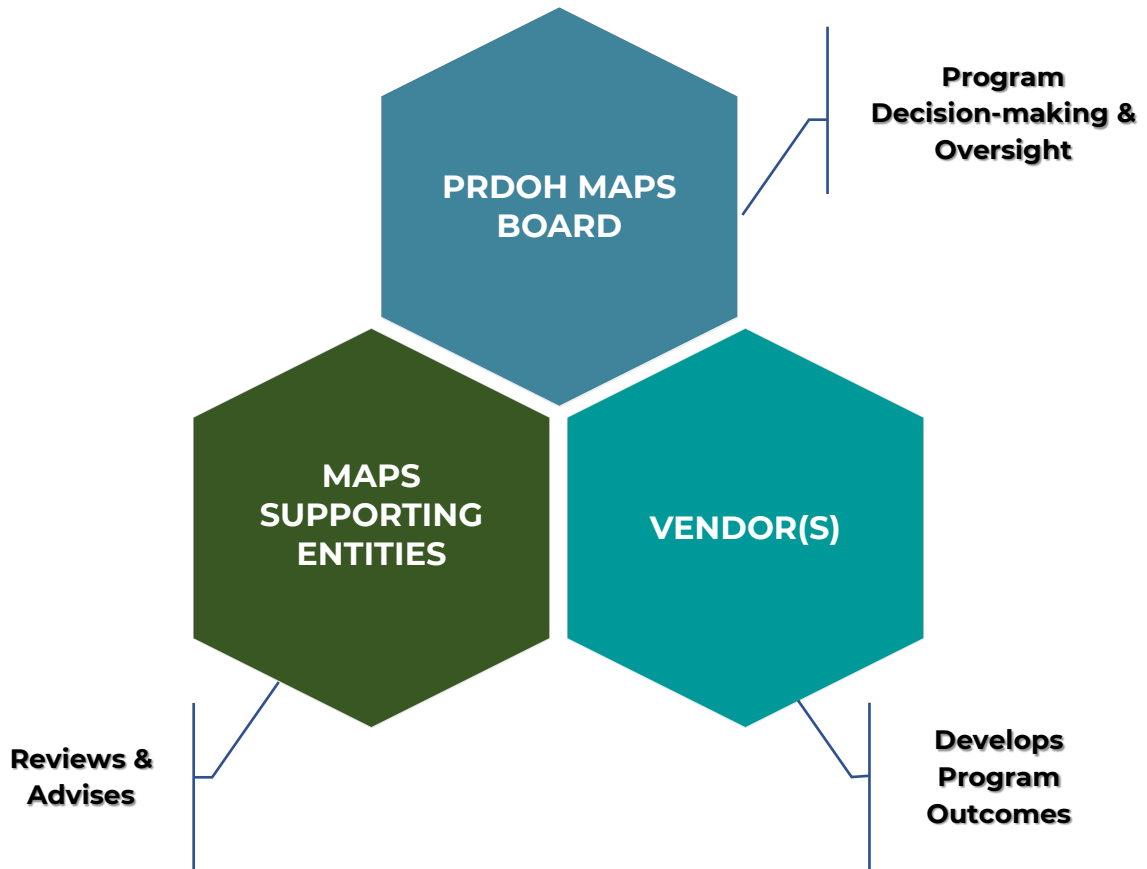 Program
Decision-making &
Oversight
PRDOH MAPS
BOARD
MAPS
SUPPORTING
ENTITIES
VENDOR(S)
Reviews &
Advises
Develops
Program
Outcomes